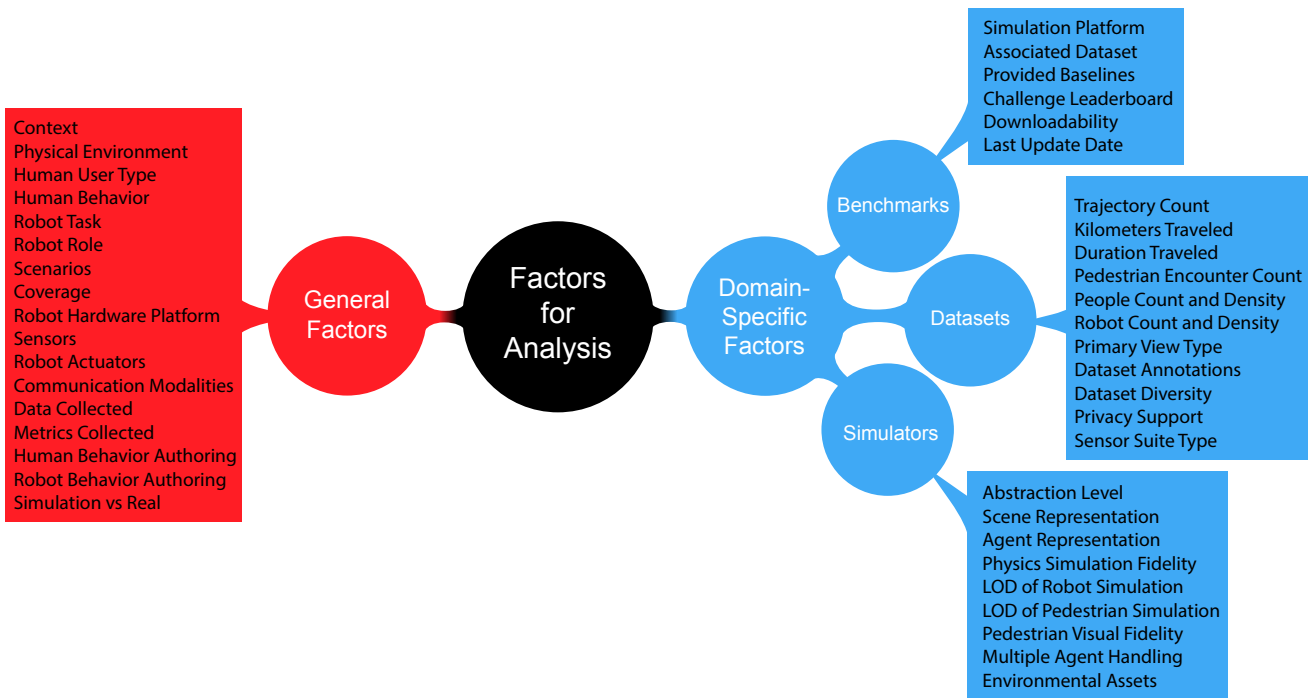 Context
Physical Environment
Human User Type
Human Behavior
Robot Task
Robot Role
Scenarios
Coverage
Robot Hardware Platform
Sensors
Robot Actuators
Communication Modalities
Data Collected
Metrics Collected
Human Behavior Authoring
Robot Behavior Authoring
Simulation vs Real
General
Factors
Factors
for
Analysis
Domain-
Specific
Factors
Benchmarks
Simulation Platform
Associated Dataset
Provided Baselines
Challenge Leaderboard
Downloadability
Last Update Date
Datasets
Trajectory Count
Kilometers Traveled
Duration Traveled
Pedestrian Encounter Count
People Count and Density
Robot Count and Density
Primary View Type
Dataset Annotations
Dataset Diversity
Privacy Support
Sensor Suite Type
Simulators
Abstraction Level
Scene Representation
Agent Representation
Physics Simulation Fidelity
LOD of Robot Simulation
LOD of Pedestrian Simulation
Pedestrian Visual Fidelity
Multiple Agent Handling
Environmental Assets